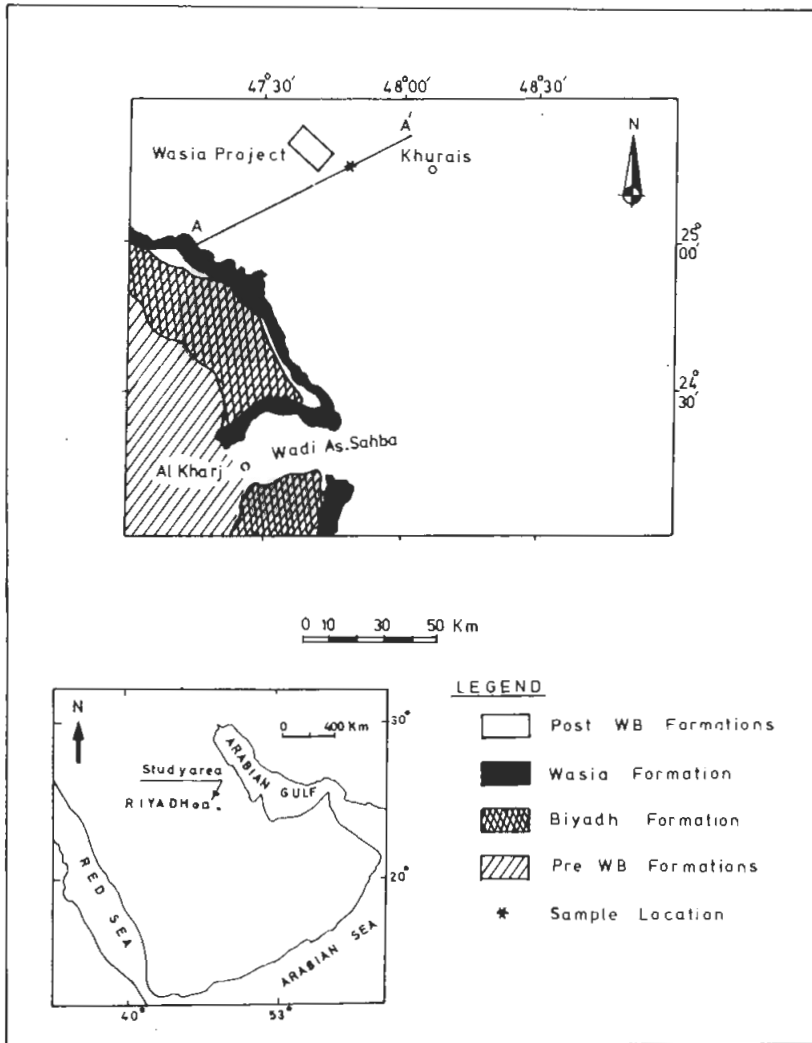 47°30' 48°00' 48°30'
A'
N
Wasia Project
Khurais
A
25°
00'
24°
30'
Wadi As.Sahba
Al Kharj
0 10 30 50 Km
LEGEND
Post WB Formations
Wasia Formation
Biyadh Formation
Pre WB Formations
* Sample Location
N
0 400 Km
30°
ARABIAN GULF
Study area
RIYADH
20°
RED SEA
ARABIAN SEA
40° 53°